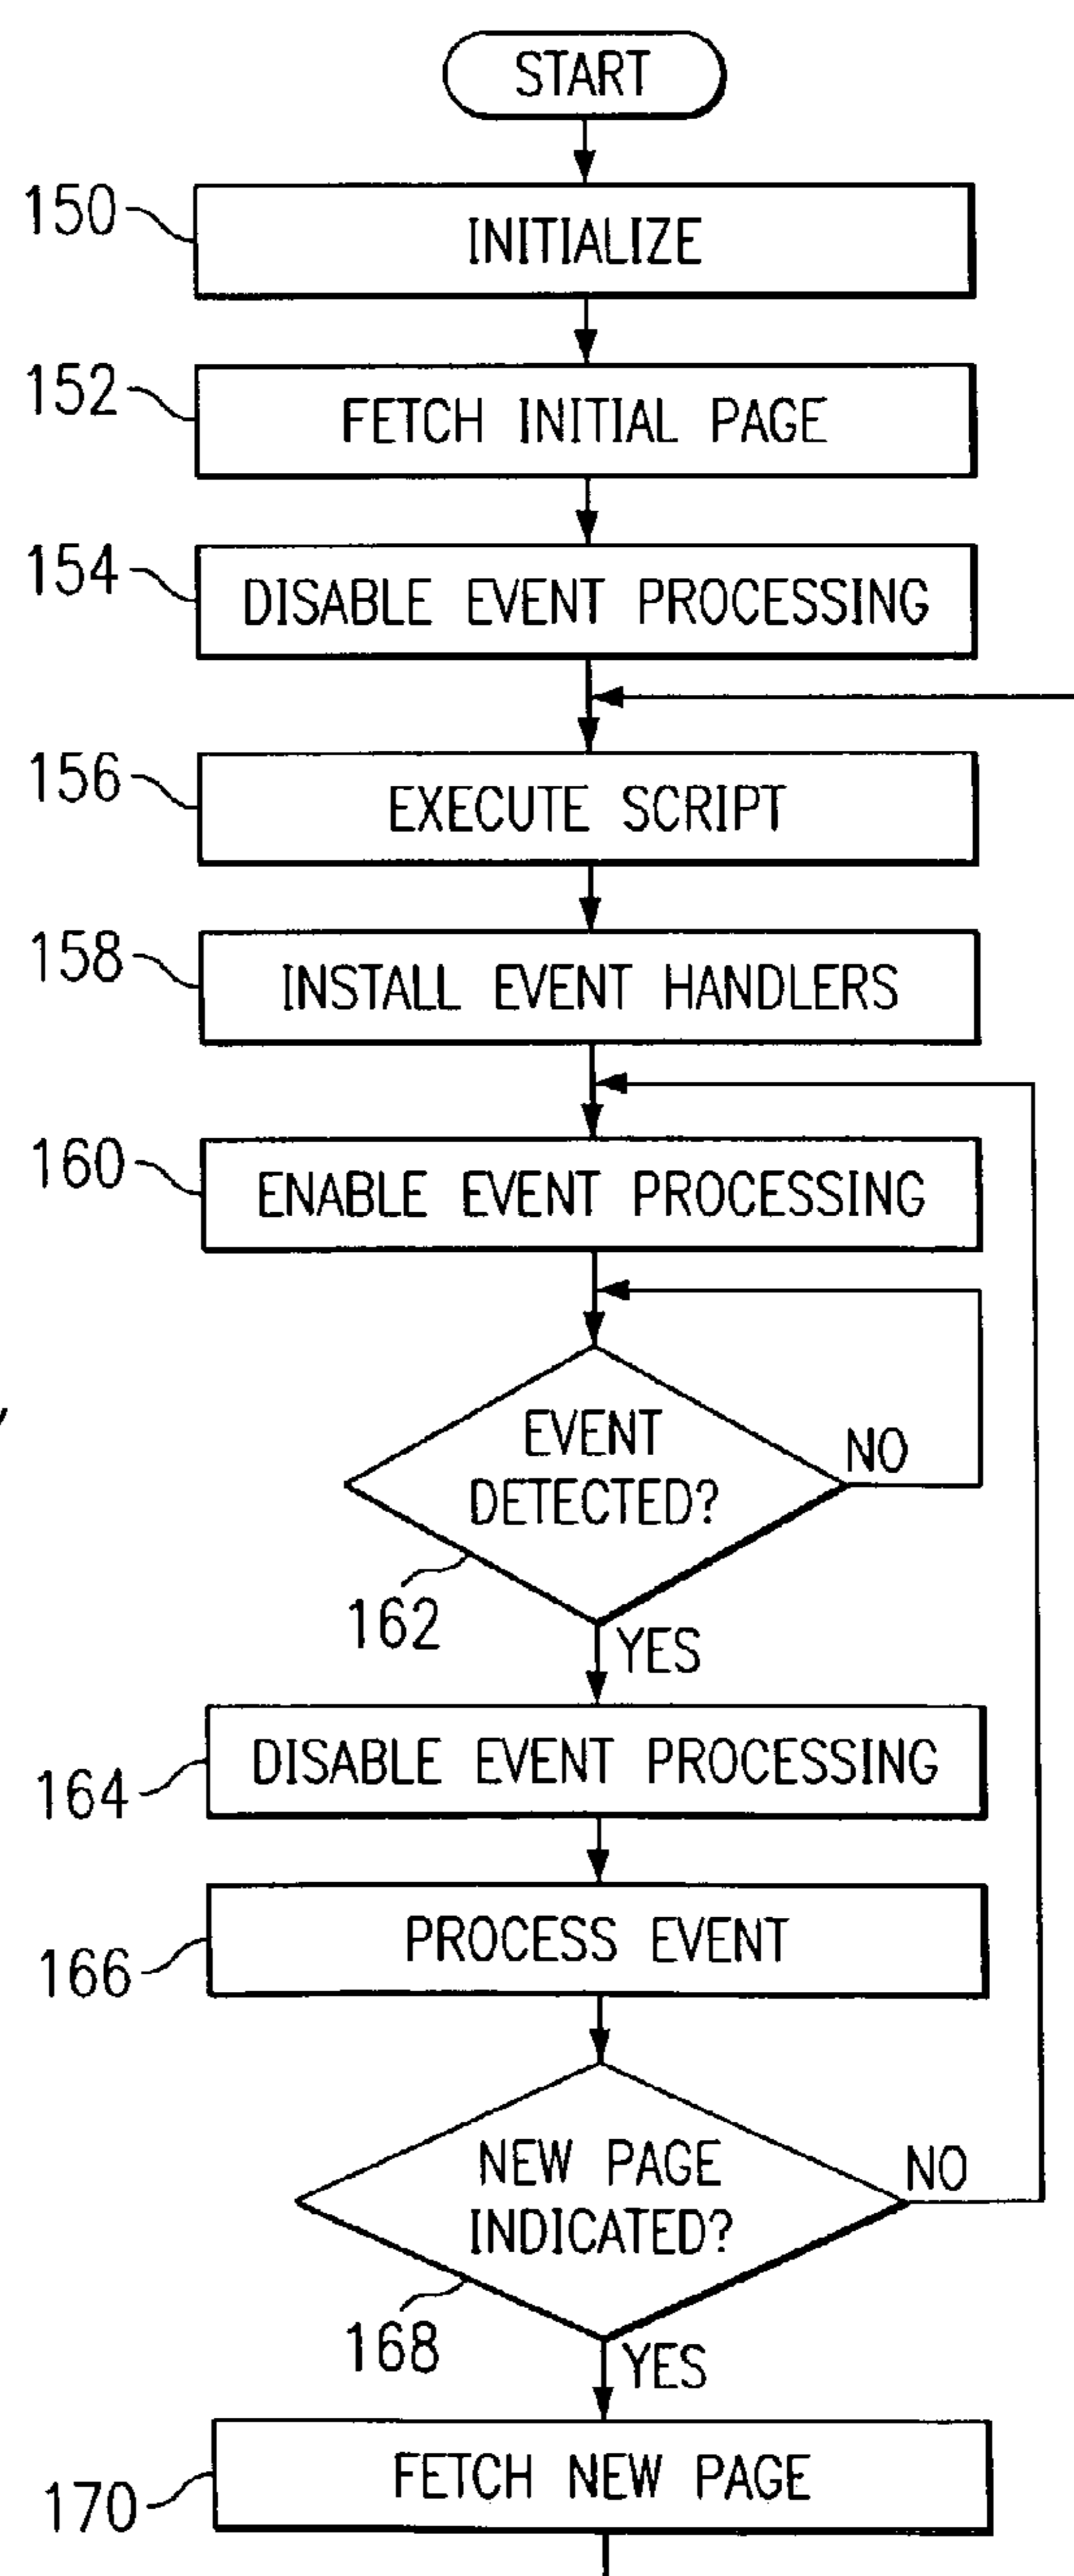 START
150
INITIALIZE
152
FETCH INITIAL PAGE
154
DISABLE EVENT PROCESSING
156
EXECUTE SCRIPT
158
INSTALL EVENT HANDLERS
160
ENABLE EVENT PROCESSING
EVENT
DETECTED?
NO
162
YES
DISABLE EVENT PROCESSING
164
PROCESS EVENT
166
NEW PAGE
INDICATED?
NO
168
YES
FETCH NEW PAGE
170